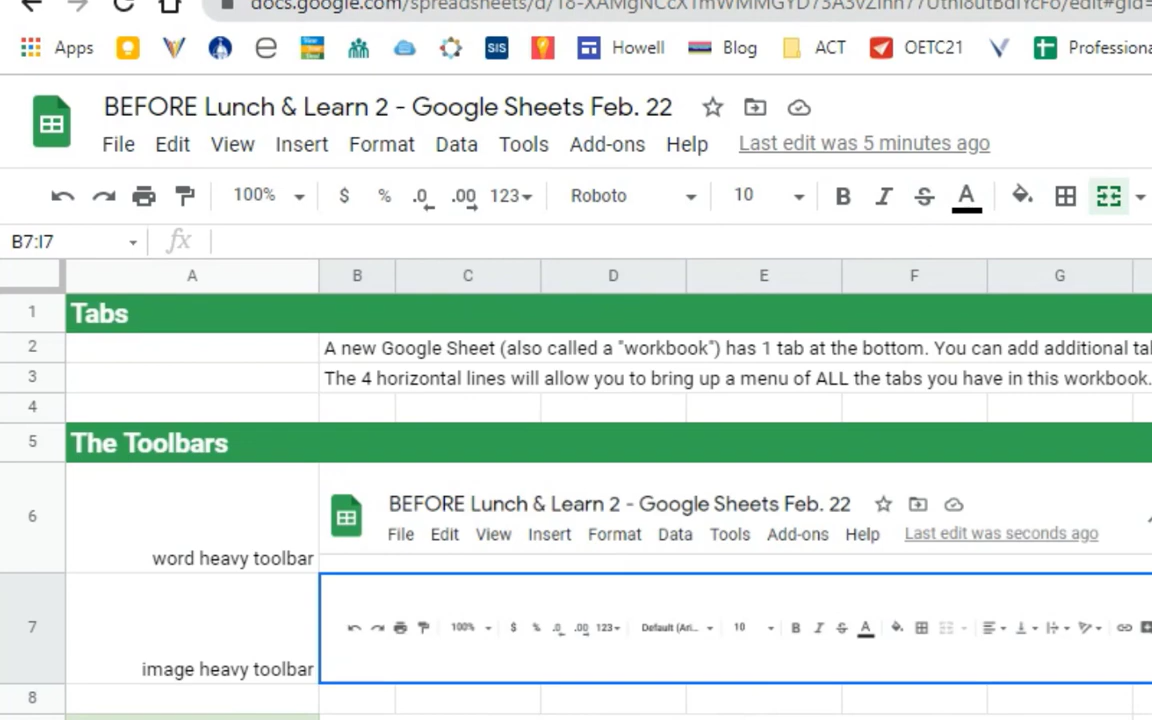 Apps SIS Howell Blog ACT OETC21
BEFORE Lunch & Learn 2 - Google Sheets Feb. 22
File Edit View Insert Format Data Tools Add-ons Help Last edit was 5 minutes ago
100% $ % .0 .00 123 Roboto 10 B I S A
B7:I7 fx
A B C D E F G
1 Tabs
2 A new Google Sheet (also called a "workbook") has 1 tab at the bottom. You can add additional
3 The 4 horizontal lines will allow you to bring up a menu of ALL the tabs you have in this workbook.
4
5 The Toolbars
6
BEFORE Lunch & Learn 2 - Google Sheets Feb. 22
File Edit View Insert Format Data Tools Add-ons Help Last edit was seconds ago
word heavy toolbar
7 100% $ % .0 .00 123 Default (Ari... 10 B I S A
image heavy toolbar
8